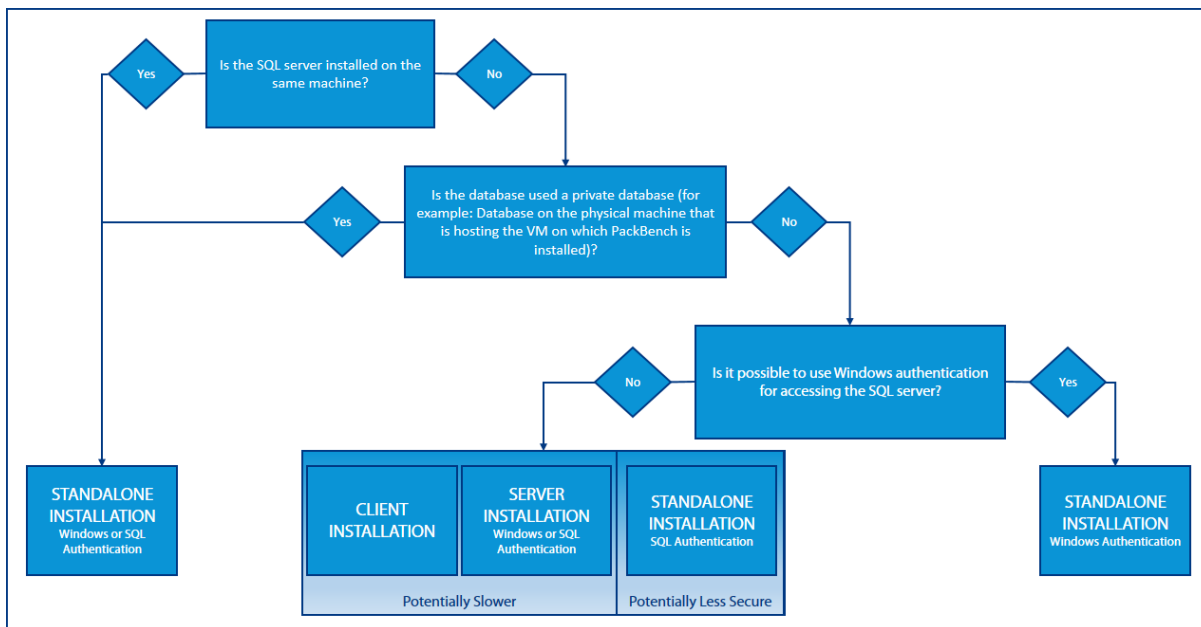 Yes
Is the SQL server installed on the
same machine?
No
Yes
Is the database used a private database (for
example: Database on the physical machine that
is hosting the VM on which PackBench is
installed)?
No
No
Is it possible to use Windows authentication
for accessing the SQL server?
Yes
STANDALONE
INSTALLATION
Windows or SQL
Authentication
CLIENT
INSTALLATION
SERVER
INSTALLATION
Windows or SQL
Authentication
Potentially Slower
STANDALONE
INSTALLATION
SQL Authentication
Potentially Less Secure
STANDALONE
INSTALLATION
Windows Authentication